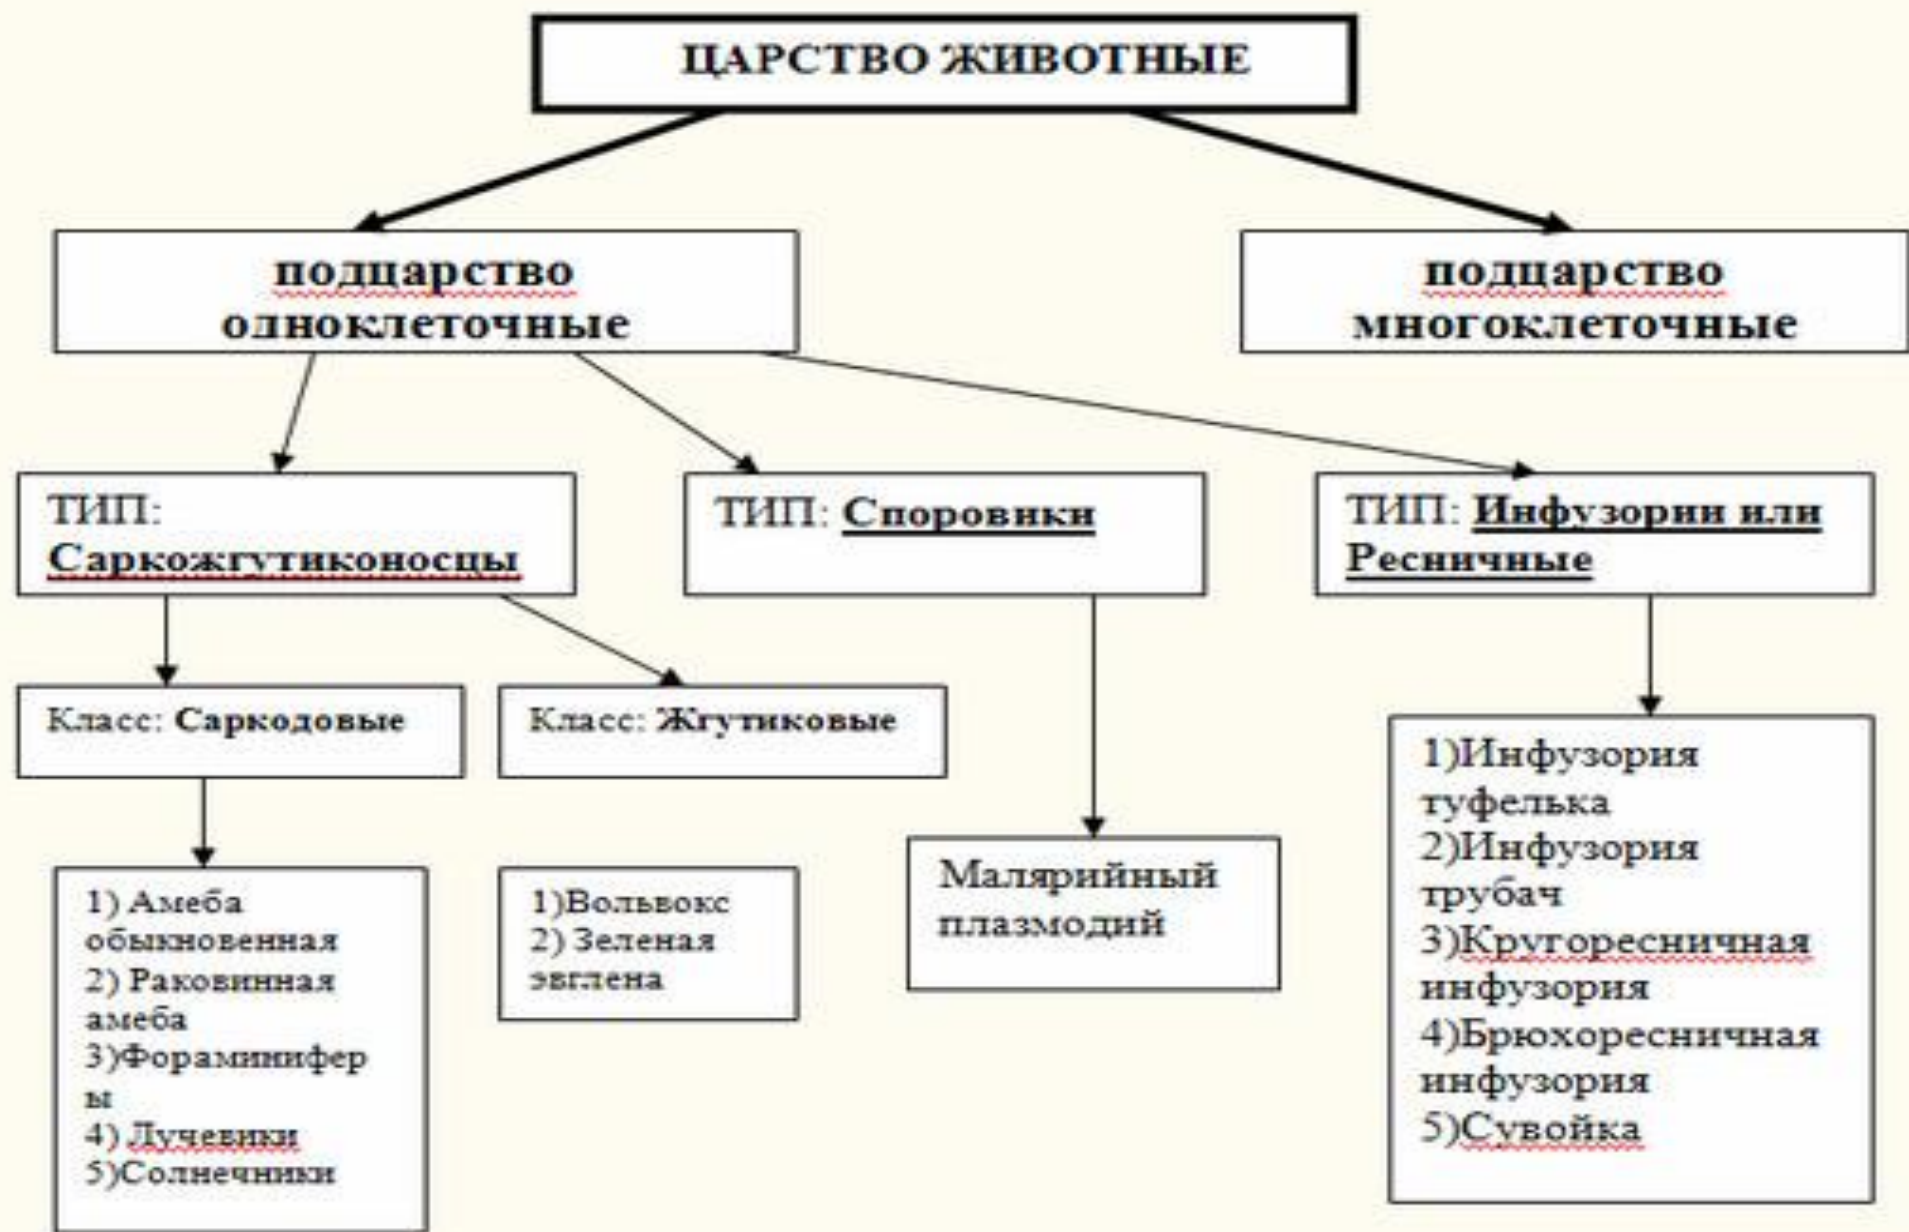 ЦАРСТВО ЖИВОТНЫЕ
подцарство
одноклеточные
подцарство
многоклеточные
ТИП:
Саркожгутиконосцы
ТИП: Споровики
ТИП: Инфузории или
Ресничные
Класс: Саркодовые
Класс: Жгутиковые
1) Амеба
обыкновенная
2) Раковинная
амеба
3)Фораминифер
ы
4) Лучевики
5)Солнечники
1)Вольвокс
2) Зеленая
эвглена
Малярийный
плазмодий
1)Инфузория
туфелька
2)Инфузория
трубач
3)Кругоресничная
инфузория
4)Брюхоресничная
инфузория
5)Сувойка